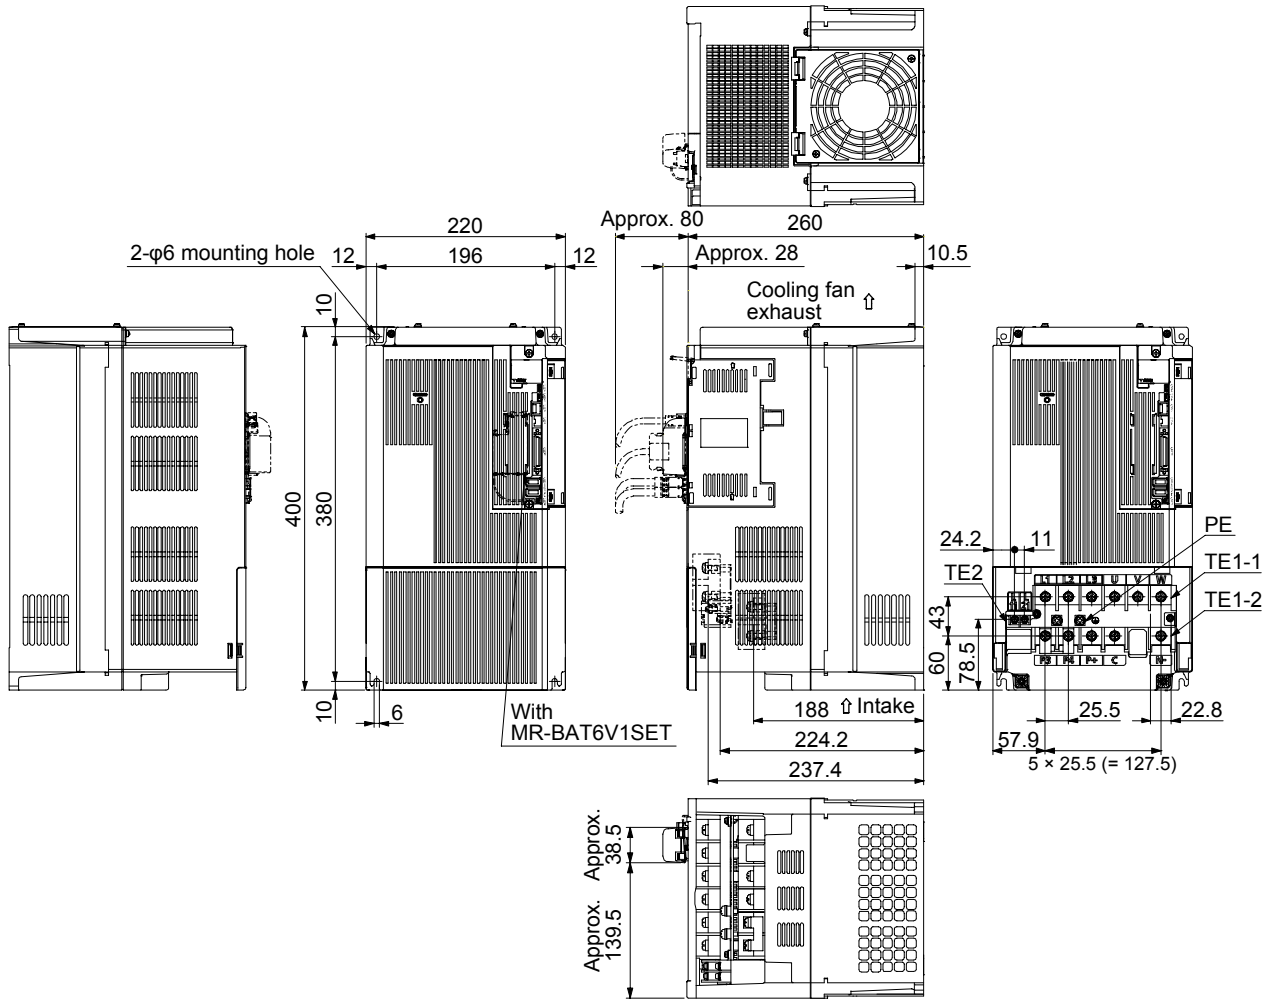 Approx. 80
260
220
2-φ6 mounting hole
12
196
12
Approx. 28
10.5
10
Cooling fan
exhaust
400
380
PE
24.2
11
TE1-1
TE2
L1 L2 L3 U V W
TE1-2
43
60
78.5
P3 P4 P+ C N-
10
6
With
MR-BAT6V1SET
188
Intake
25.5
22.8
224.2
57.9
5 × 25.5 (= 127.5)
237.4
Approx.
38.5
Approx.
139.5